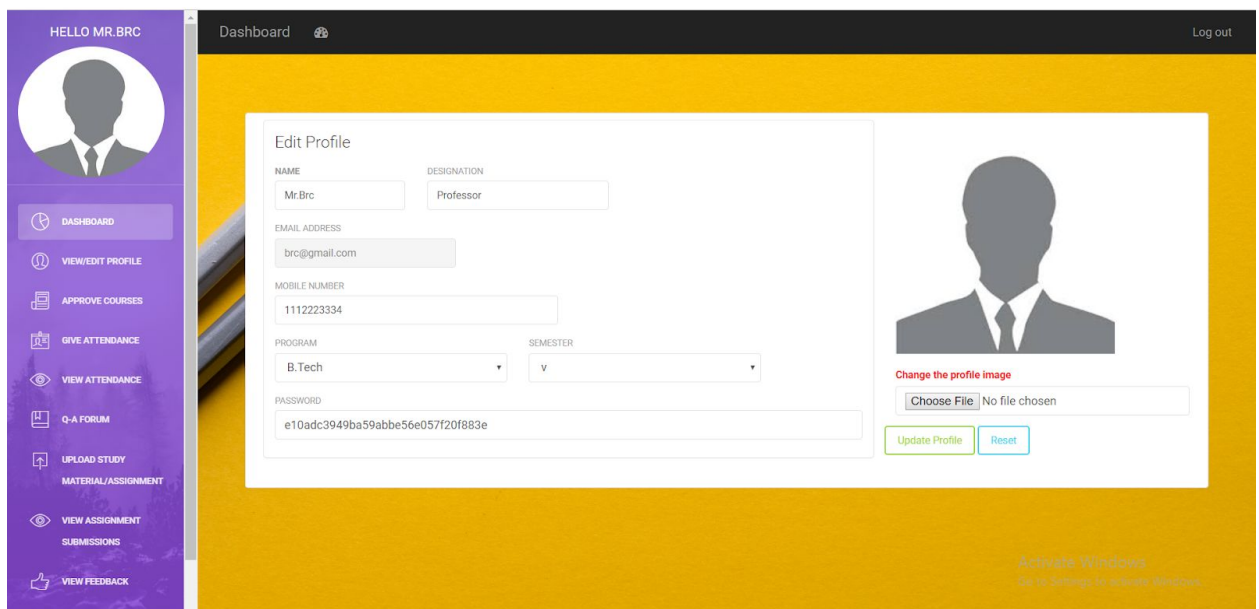 HELLO MR.BRC
Dashboard
Log out
DASHBOARD
VIEW/EDIT PROFILE
APPROVE COURSES
GIVE ATTENDANCE
VIEW ATTENDANCE
Q-A FORUM
UPLOAD STUDY
MATERIAL/ASSIGNMENT
VIEW ASSIGNMENT
SUBMISSIONS
VIEW FEEDBACK
Edit Profile
NAME DESIGNATION
Mr.Brc Professor
EMAIL ADDRESS
brc@gmail.com
MOBILE NUMBER
1112223334
PROGRAM SEMESTER
B.Tech v
PASSWORD
e10adc3949ba59abbe56e057f20f883e
Change the profile image
Choose File No file chosen
Update Profile Reset
Activate Windows
Go to Settings to activate Windows.